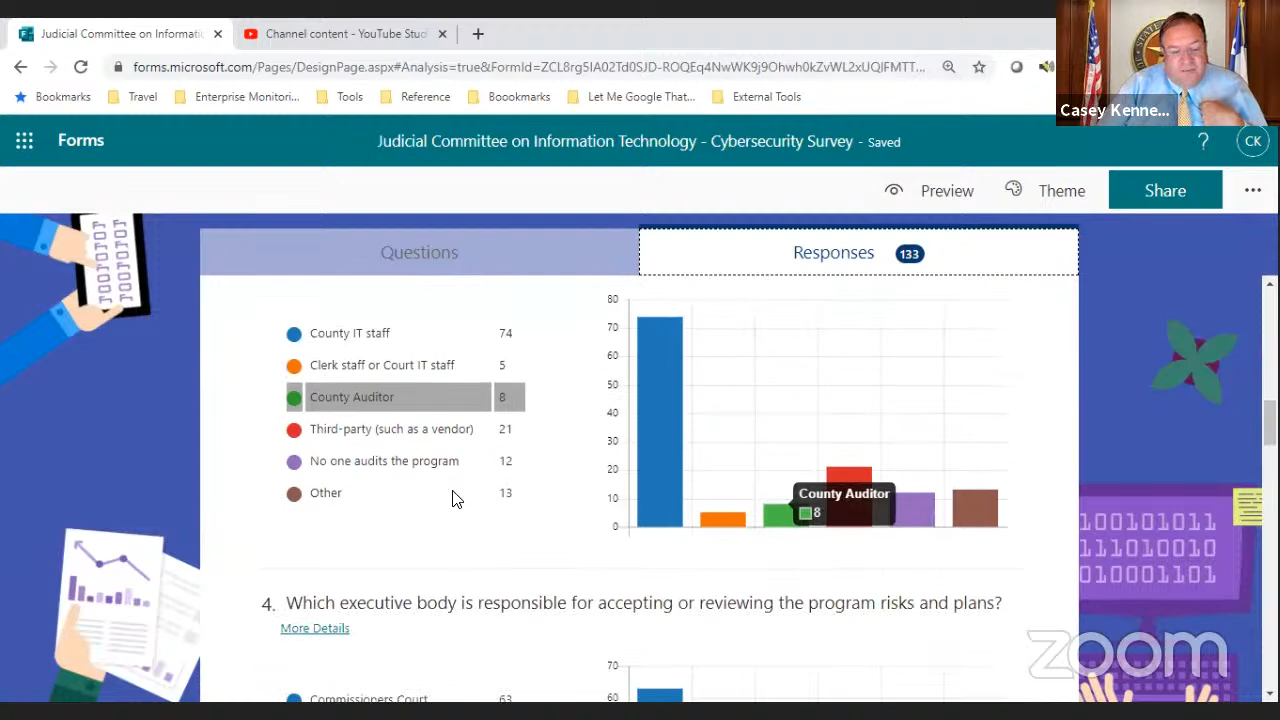 Judicial Committee on Informati
Channel content - YouTube Stud
forms.microsoft.com/Pages/DesignPage.aspx#Analysis=true&FormId=ZCL8rg5IA02Td0SJD-ROQEq4NwWK9j9Ohwh0kZvWL2xUQlFMTT...
Bookmarks
Travel
Enterprise Monitori...
Tools
Reference
Boookmarks
Let Me Google That...
External Tools
Casey Kenne...
Forms
Judicial Committee on Information Technology - Cybersecurity Survey - Saved
?
CK
Preview
Theme
Share
Questions
Responses 133
County IT staff 74
Clerk staff or Court IT staff 5
County Auditor 8
Third-party (such as a vendor) 21
No one audits the program 12
Other 13
80
70
60
50
40
30
20
10
0
County Auditor
8
4. Which executive body is responsible for accepting or reviewing the program risks and plans?
More Details
Commissioners Court 63
70
60
100101011
111010010
010001101
zoom